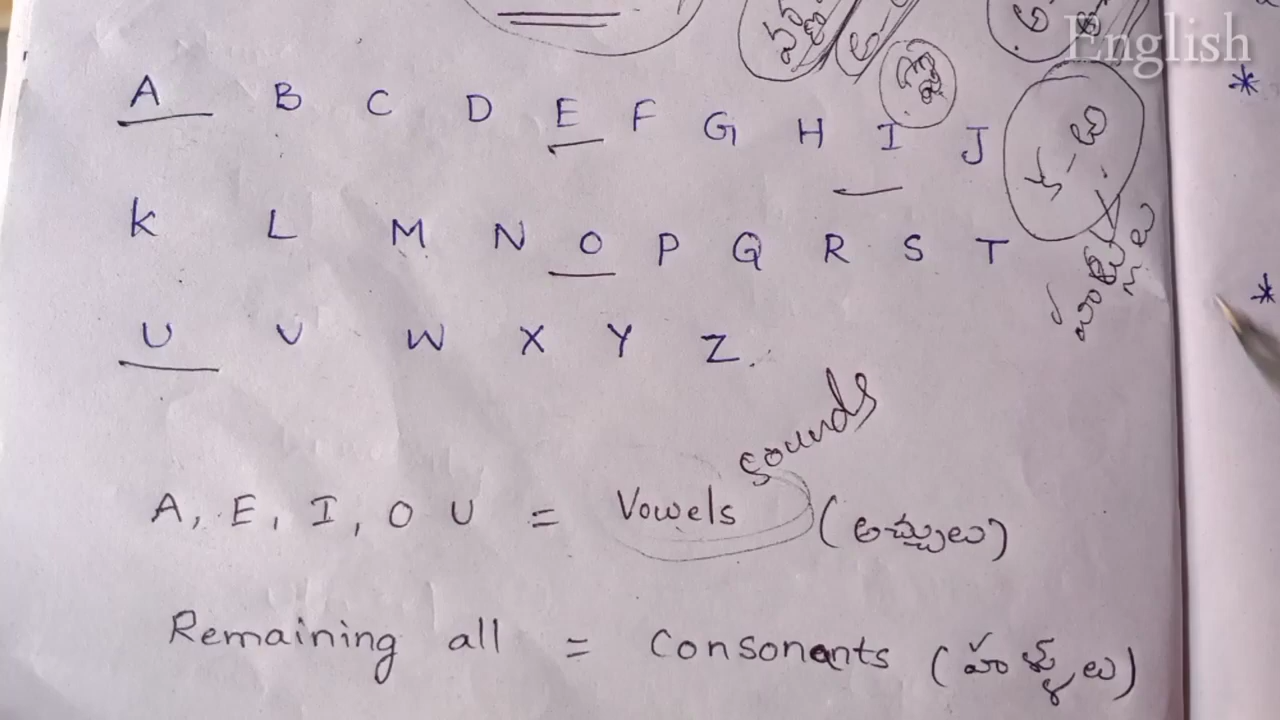 English
A B C D E F G H I J
K L M N O P Q R S T
U V W X Y Z
sounds
A, E, I, O U = Vowels (అచ్చులు)
Remaining all = Consonants (హల్లులు)